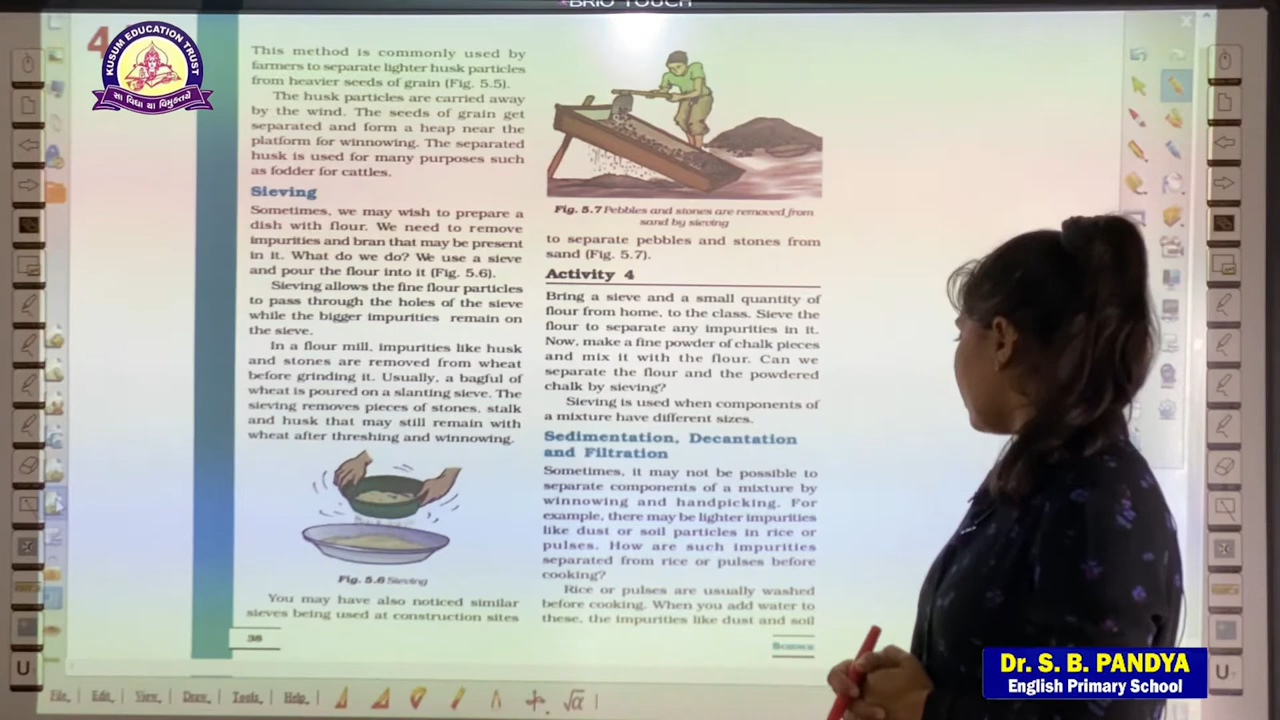 BRIO TOUCH
4
KUSUM EDUCATION TRUST
सा विद्या या विमुक्तये
This method is commonly used by
farmers to separate lighter husk particles
from heavier seeds of grain (Fig. 5.5).
The husk particles are carried away
by the wind. The seeds of grain get
separated and form a heap near the
platform for winnowing. The separated
husk is used for many purposes such
as fodder for cattles.
Sieving
Sometimes, we may wish to prepare a
dish with flour. We need to remove
impurities and bran that may be present
in it. What do we do? We use a sieve
and pour the flour into it (Fig. 5.6).
Sieving allows the fine flour particles
to pass through the holes of the sieve
while the bigger impurities remain on
the sieve.
In a flour mill, impurities like husk
and stones are removed from wheat
before grinding it. Usually, a bagful of
wheat is poured on a slanting sieve. The
sieving removes pieces of stones, stalk
and husk that may still remain with
wheat after threshing and winnowing.
Fig. 5.6 Sieving
You may have also noticed similar
sieves being used at construction sites
38
Fig. 5.7 Pebbles and stones are removed from
sand by sieving
to separate pebbles and stones from
sand (Fig. 5.7).
Activity 4
Bring a sieve and a small quantity of
flour from home, to the class. Sieve the
flour to separate any impurities in it.
Now, make a fine powder of chalk pieces
and mix it with the flour. Can we
separate the flour and the powdered
chalk by sieving?
Sieving is used when components of
a mixture have different sizes.
Sedimentation, Decantation
and Filtration
Sometimes, it may not be possible to
separate components of a mixture by
winnowing and handpicking. For
example, there may be lighter impurities
like dust or soil particles in rice or
pulses. How are such impurities
separated from rice or pulses before
cooking?
Rice or pulses are usually washed
before cooking. When you add water to
these, the impurities like dust and soil
Science
File Edit View Draw Tools Help
Dr. S. B. PANDYA
English Primary School